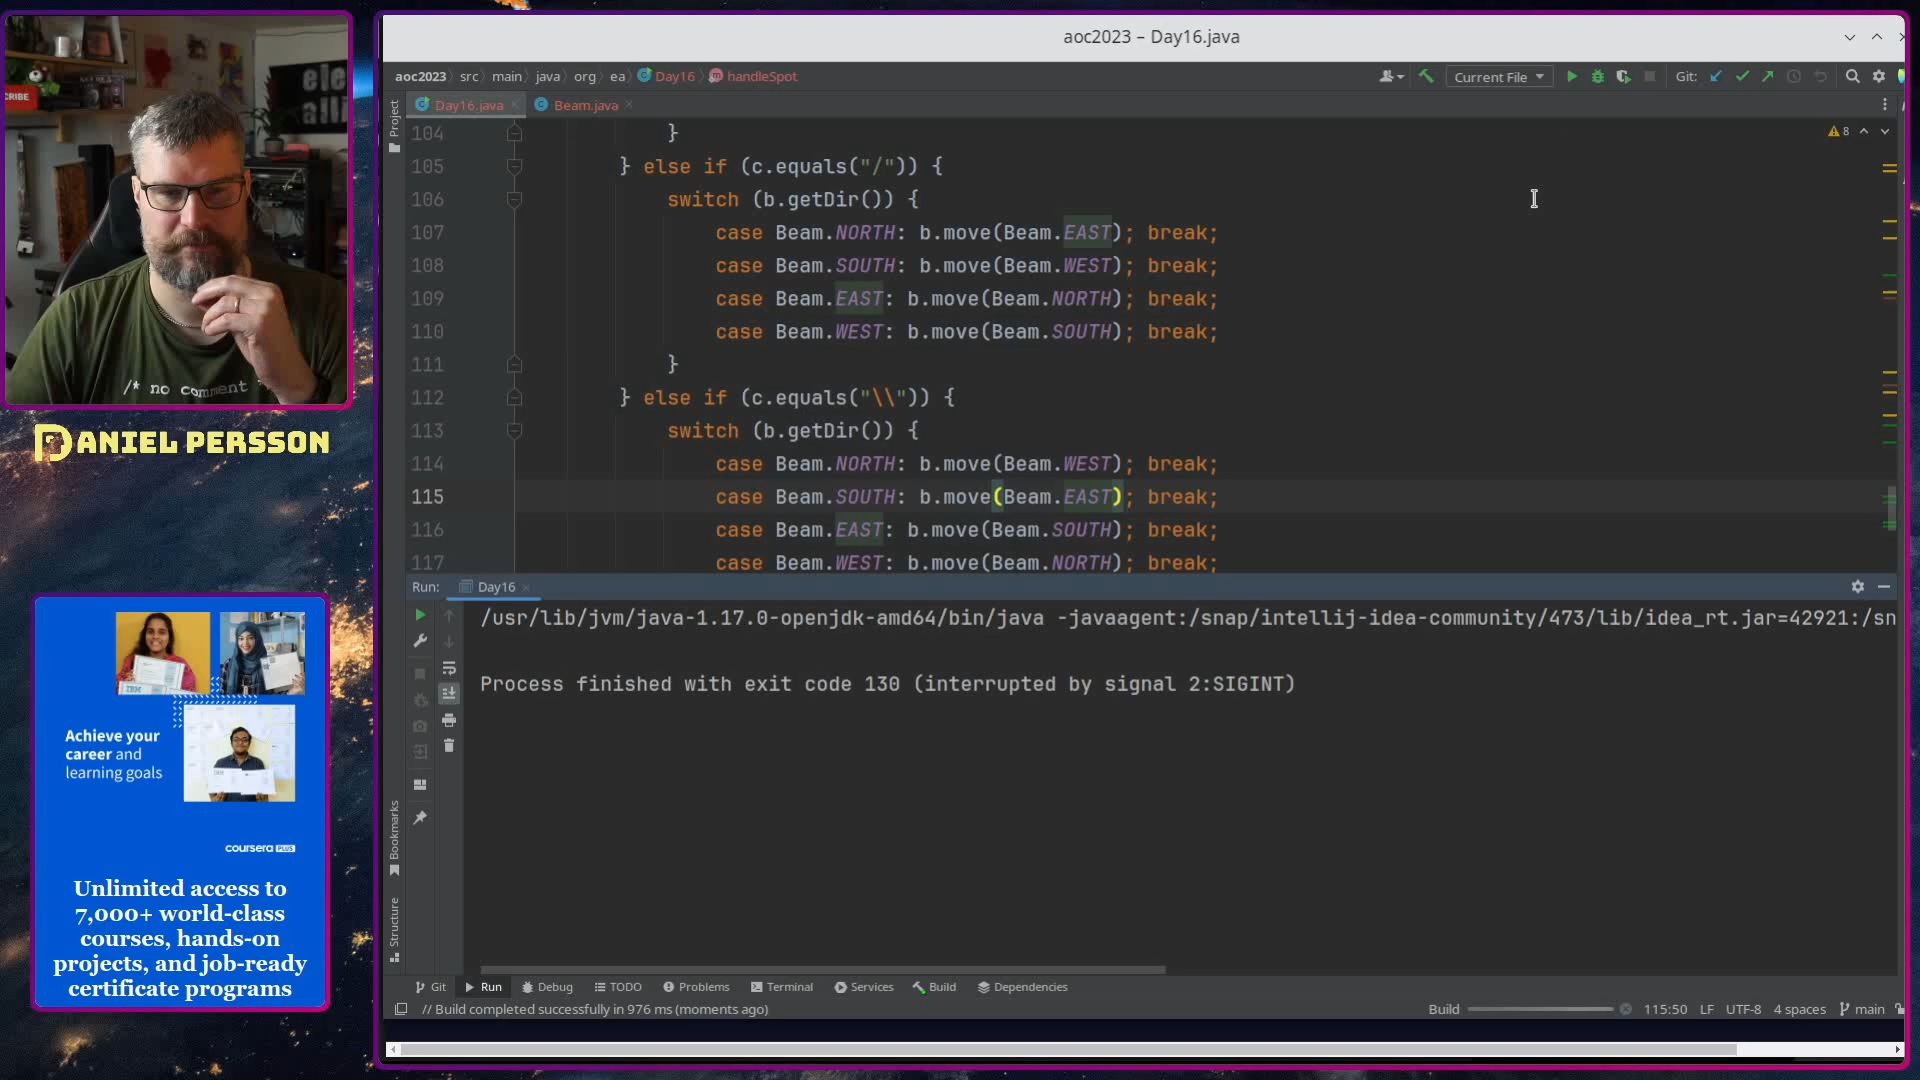 CRIBE
ele
alli
/* no comment
DANIEL PERSSON
Achieve your
career and
learning goals
coursera PLUS
Unlimited access to
7,000+ world-class
courses, hands-on
projects, and job-ready
certificate programs
aoc2023 – Day16.java
aoc2023 src main java org ea Day16 handleSpot
Current File
Git:
Project
Day16.java
Beam.java
8
104 }
105 } else if (c.equals("/")) {
106 switch (b.getDir()) {
107 case Beam.NORTH: b.move(Beam.EAST); break;
108 case Beam.SOUTH: b.move(Beam.WEST); break;
109 case Beam.EAST: b.move(Beam.NORTH); break;
110 case Beam.WEST: b.move(Beam.SOUTH); break;
111 }
112 } else if (c.equals("\\")) {
113 switch (b.getDir()) {
114 case Beam.NORTH: b.move(Beam.WEST); break;
115 case Beam.SOUTH: b.move(Beam.EAST); break;
116 case Beam.EAST: b.move(Beam.SOUTH); break;
117 case Beam.WEST: b.move(Beam.NORTH); break;
Run: Day16
/usr/lib/jvm/java-1.17.0-openjdk-amd64/bin/java -javaagent:/snap/intellij-idea-community/473/lib/idea_rt.jar=42921:/sn
Process finished with exit code 130 (interrupted by signal 2:SIGINT)
Bookmarks
Structure
Git Run Debug TODO Problems Terminal Services Build Dependencies
// Build completed successfully in 976 ms (moments ago)
Build
115:50 LF UTF-8 4 spaces main